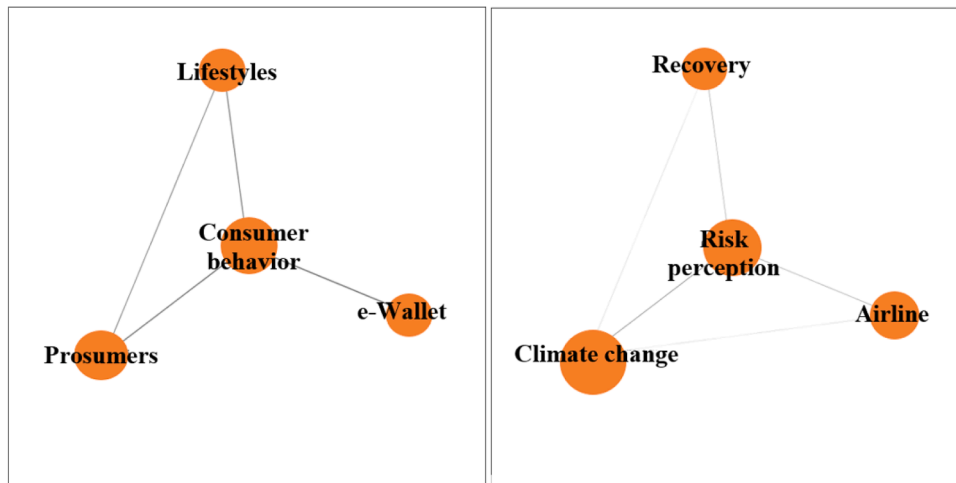 Lifestyles
Consumer
behavior
e-Wallet
Prosumers
Recovery
Risk
perception
Airline
Climate change